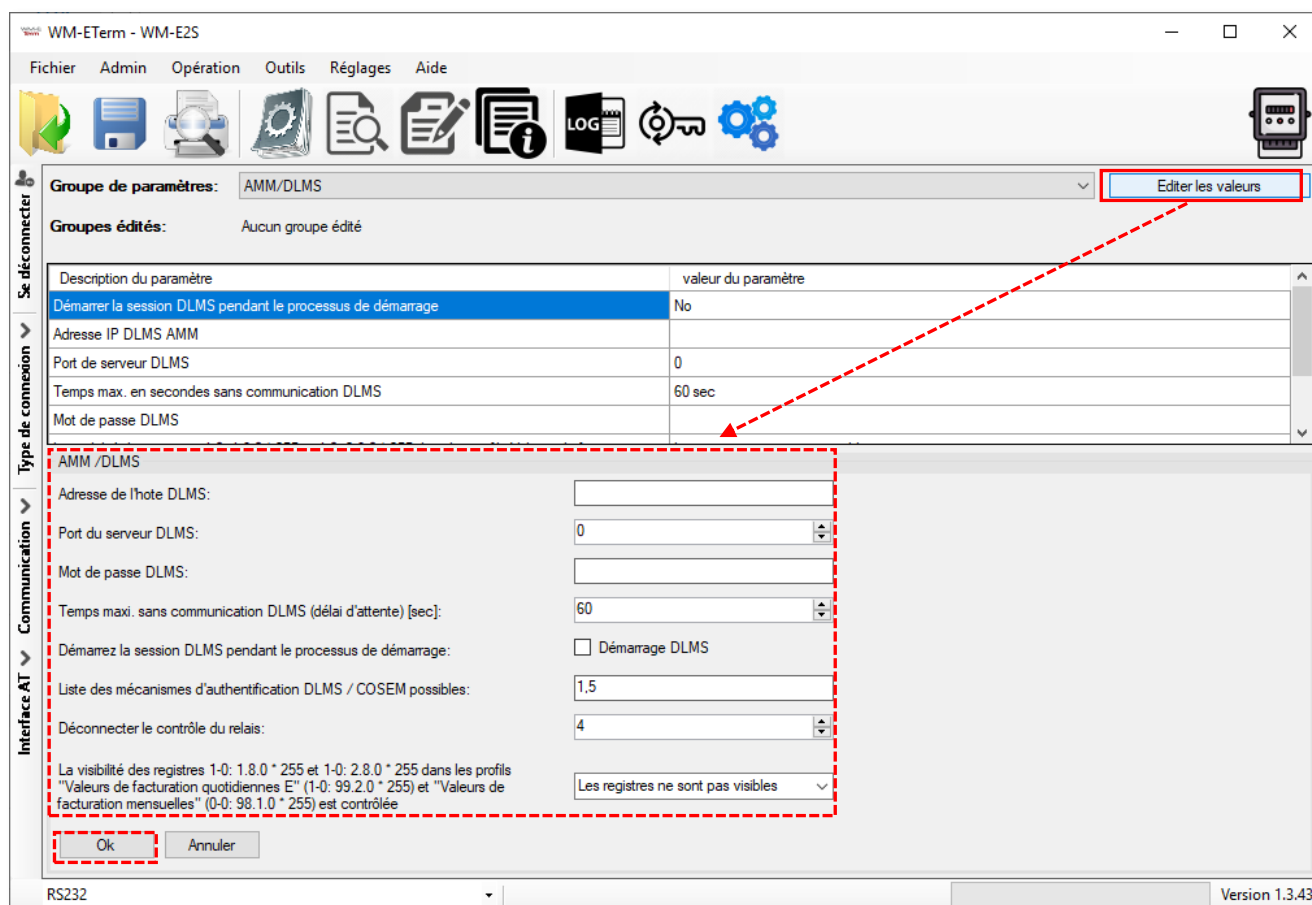 WM-ETerm - WM-E2S
Fichier Admin Opération Outils Réglages Aide
LOG
Se déconnecter
Type de connexion
Communication
Interface AT
Groupe de paramètres: AMM/DLMS Editer les valeurs
Groupes édités: Aucun groupe édité
Description du paramètre valeur du paramètre
Démarrer la session DLMS pendant le processus de démarrage No
Adresse IP DLMS AMM
Port de serveur DLMS 0
Temps max. en secondes sans communication DLMS 60 sec
Mot de passe DLMS
AMM /DLMS
Adresse de l'hote DLMS:
Port du serveur DLMS: 0
Mot de passe DLMS:
Temps maxi. sans communication DLMS (délai d'attente) [sec]: 60
Démarrez la session DLMS pendant le processus de démarrage: Démarrage DLMS
Liste des mécanismes d'authentification DLMS / COSEM possibles: 1,5
Déconnecter le contrôle du relais: 4
La visibilité des registres 1-0: 1.8.0 * 255 et 1-0: 2.8.0 * 255 dans les profils
"Valeurs de facturation quotidiennes E" (1-0: 99.2.0 * 255) et "Valeurs de
facturation mensuelles" (0-0: 98.1.0 * 255) est contrôlée
Les registres ne sont pas visibles
Ok Annuler
RS232 Version 1.3.43